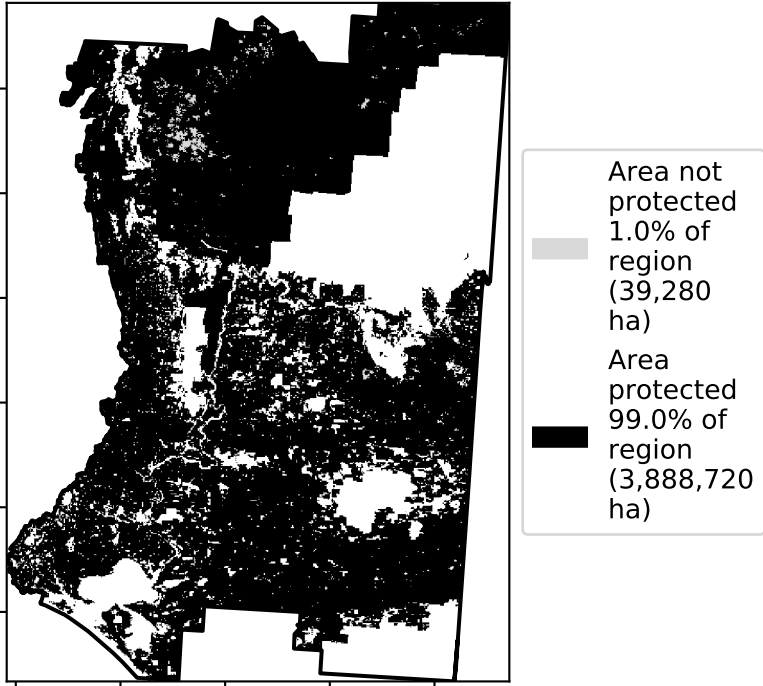 Area not
protected
1.0% of
region
(39,280
ha)
Area
protected
99.0% of
region
(3,888,720
ha)